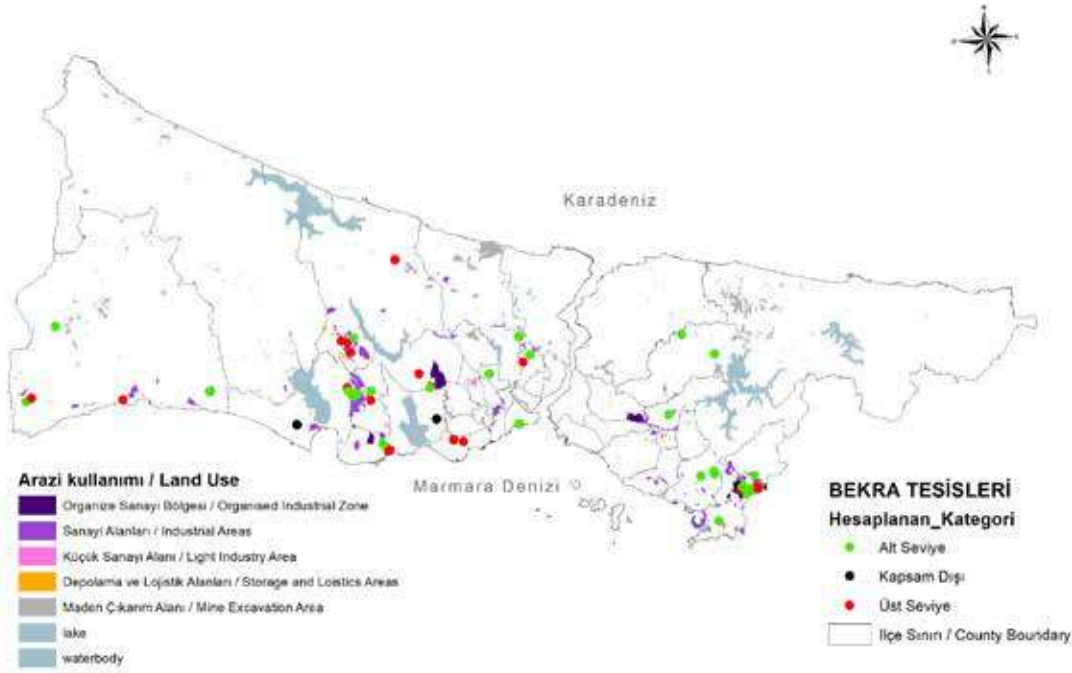 Karadeniz
Marmara Denizi
Arazi kullanımı / Land Use
Organize Sanayi Bölgesi / Organised Industrial Zone
Sanayi Alanları / Industrial Areas
Küçük Sanayi Alanı / Light Industry Area
Depolama ve Lojistik Alanları / Storage and Loistics Areas
Maden Çıkarım Alanı / Mine Excavation Area
lake
waterbody
BEKRA TESİSLERİ
Hesaplanan_Kategori
Alt Seviye
Kapsam Dışı
Üst Seviye
İlçe Sınırı / County Boundary